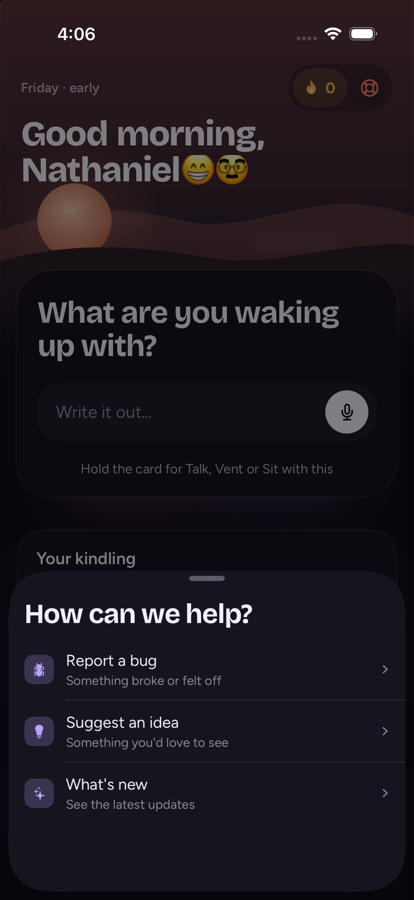 4:06
Friday · early
0
Good morning,
Nathaniel😁🥸
What are you waking
up with?
Write it out...
Hold the card for Talk, Vent or Sit with this
Your kindling
How can we help?
Report a bug
Something broke or felt off
Suggest an idea
Something you'd love to see
What's new
See the latest updates